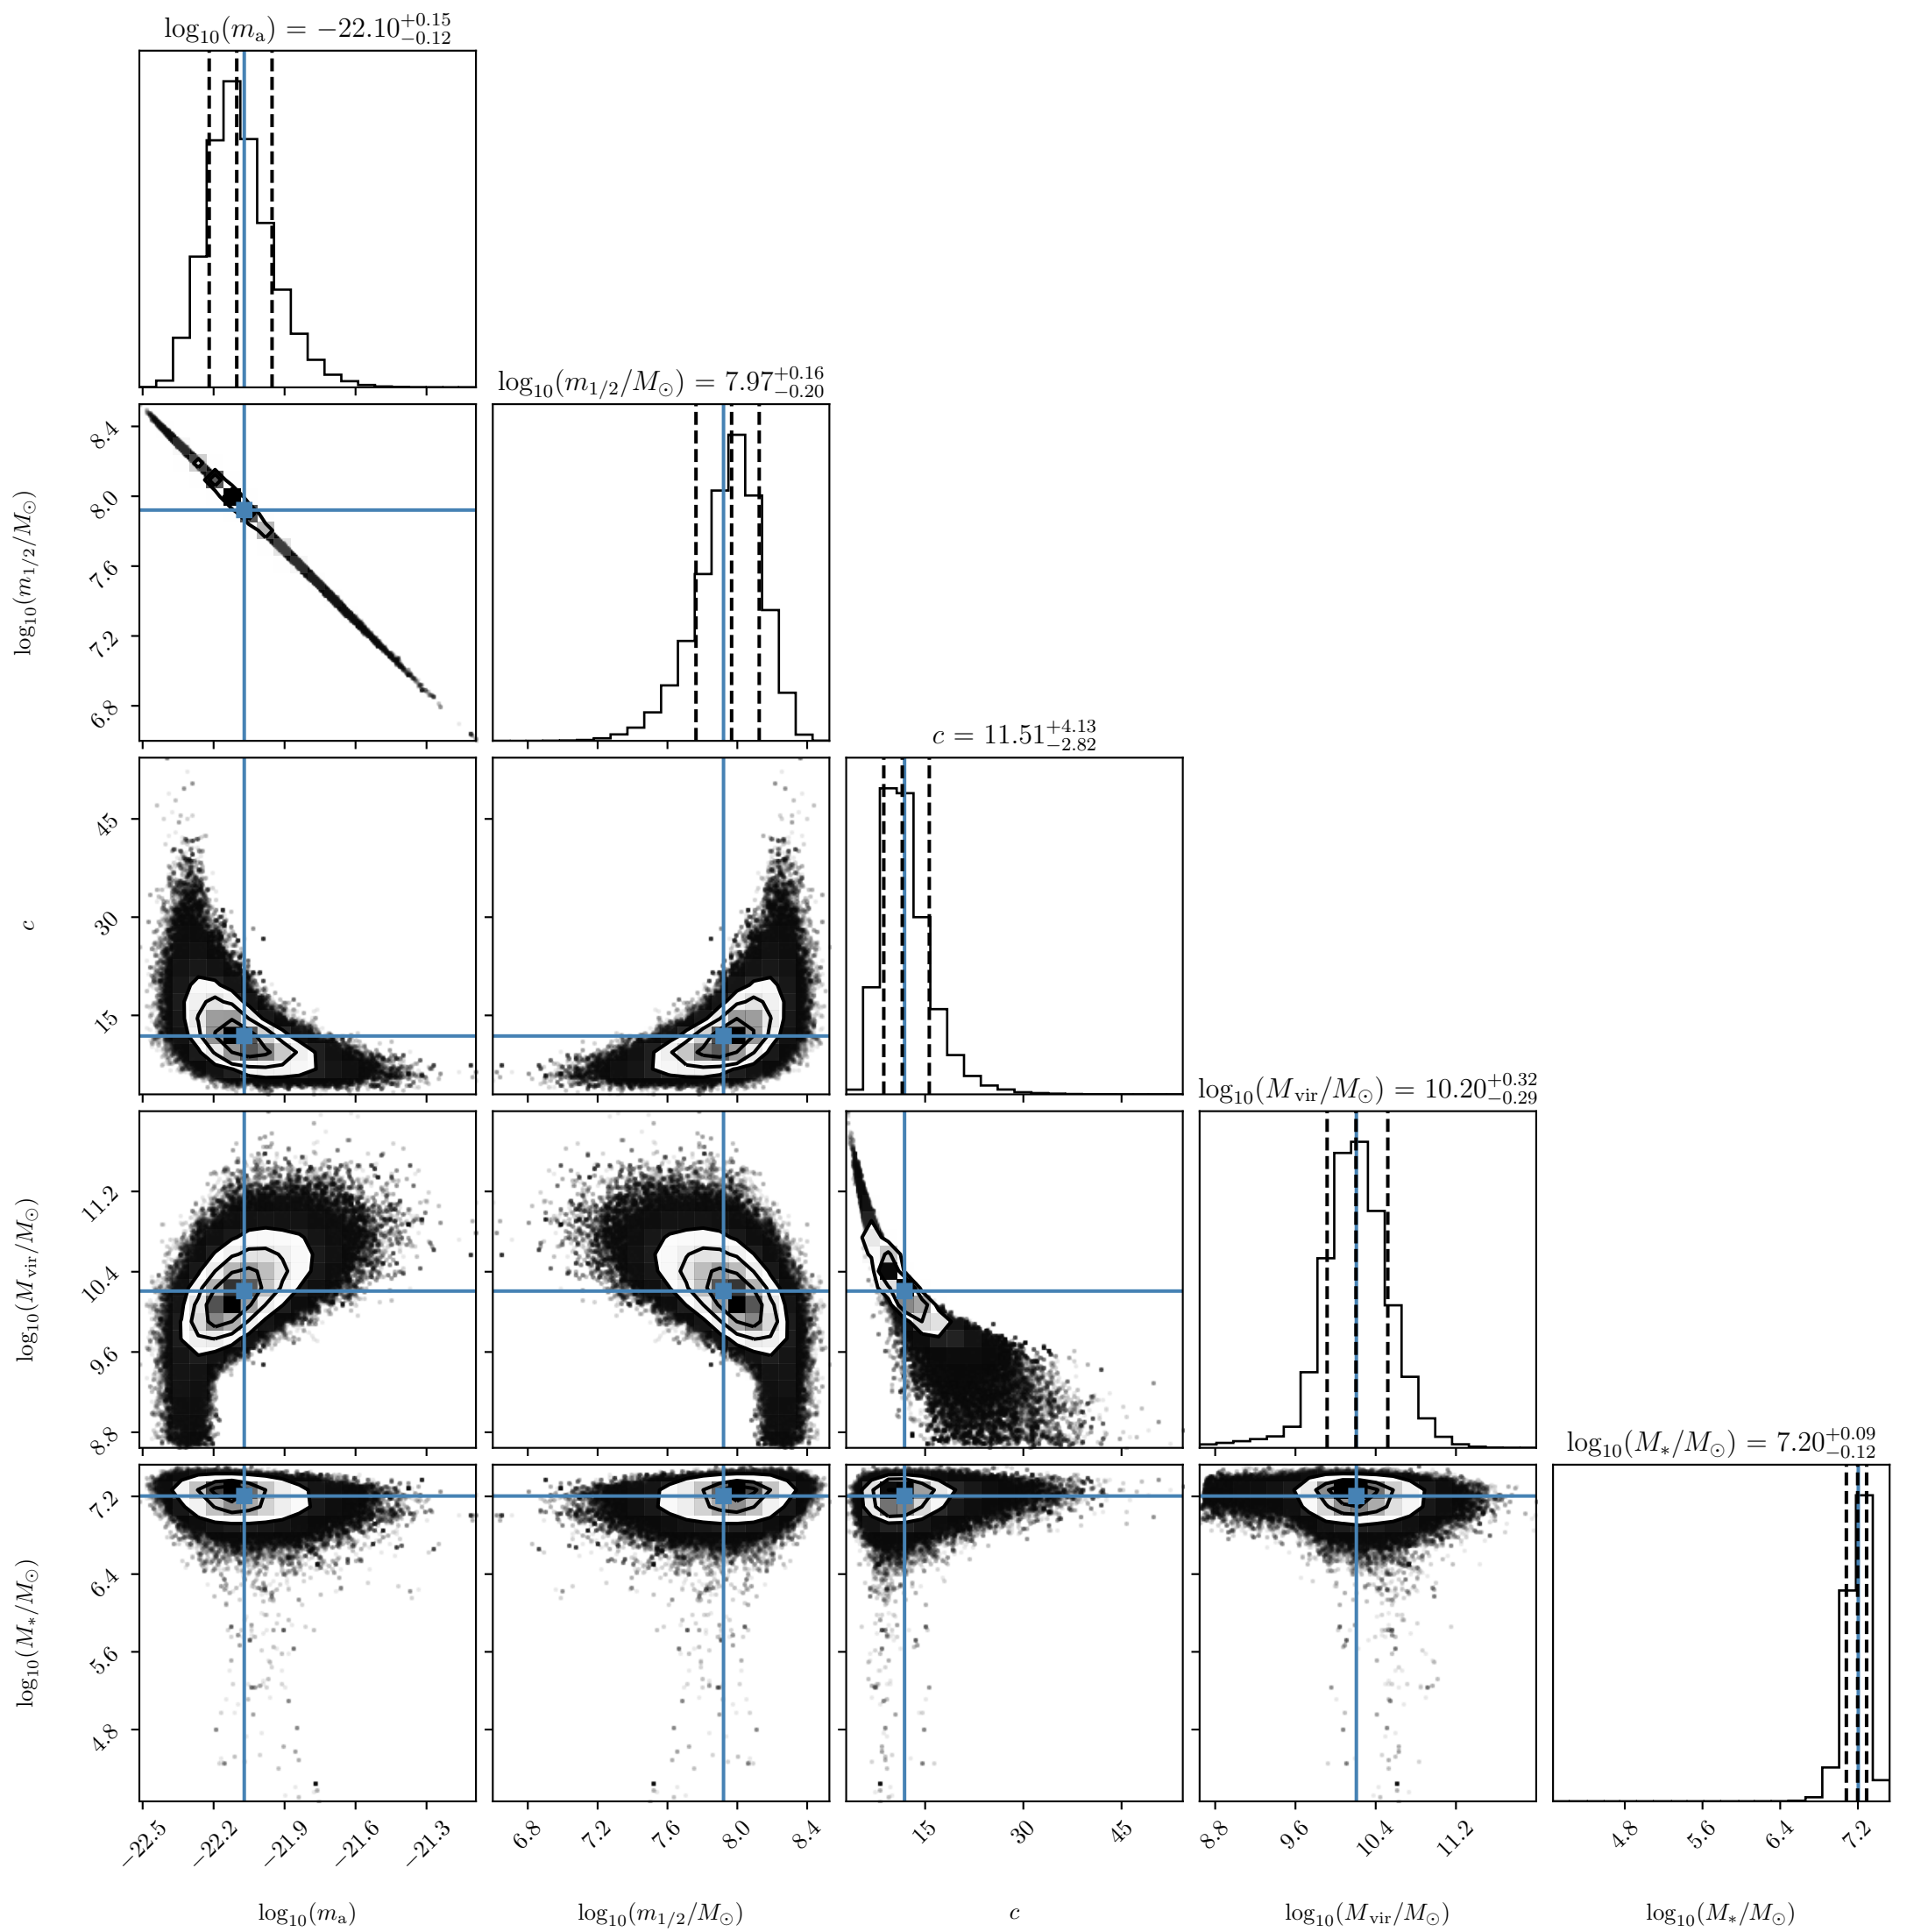 log₁₀(mₐ) = −22.10 +0.15 −0.12
log₁₀(m₁/₂/M⊙) = 7.97 +0.16 −0.20
8.4
8.0
7.6
7.2
6.8
log₁₀(m₁/₂/M⊙)
c = 11.51 +4.13 −2.82
45
30
15
c
log₁₀(Mvir/M⊙) = 10.20 +0.32 −0.29
11.2
10.4
9.6
8.8
log₁₀(Mvir/M⊙)
log₁₀(M*/M⊙) = 7.20 +0.09 −0.12
7.2
6.4
5.6
4.8
log₁₀(M*/M⊙)
−22.5 −22.2 −21.9 −21.6 −21.3 6.8 7.2 7.6 8.0 8.4 15 30 45 8.8 9.6 10.4 11.2 4.8 5.6 6.4 7.2
log₁₀(mₐ) log₁₀(m₁/₂/M⊙) c log₁₀(Mvir/M⊙) log₁₀(M*/M⊙)